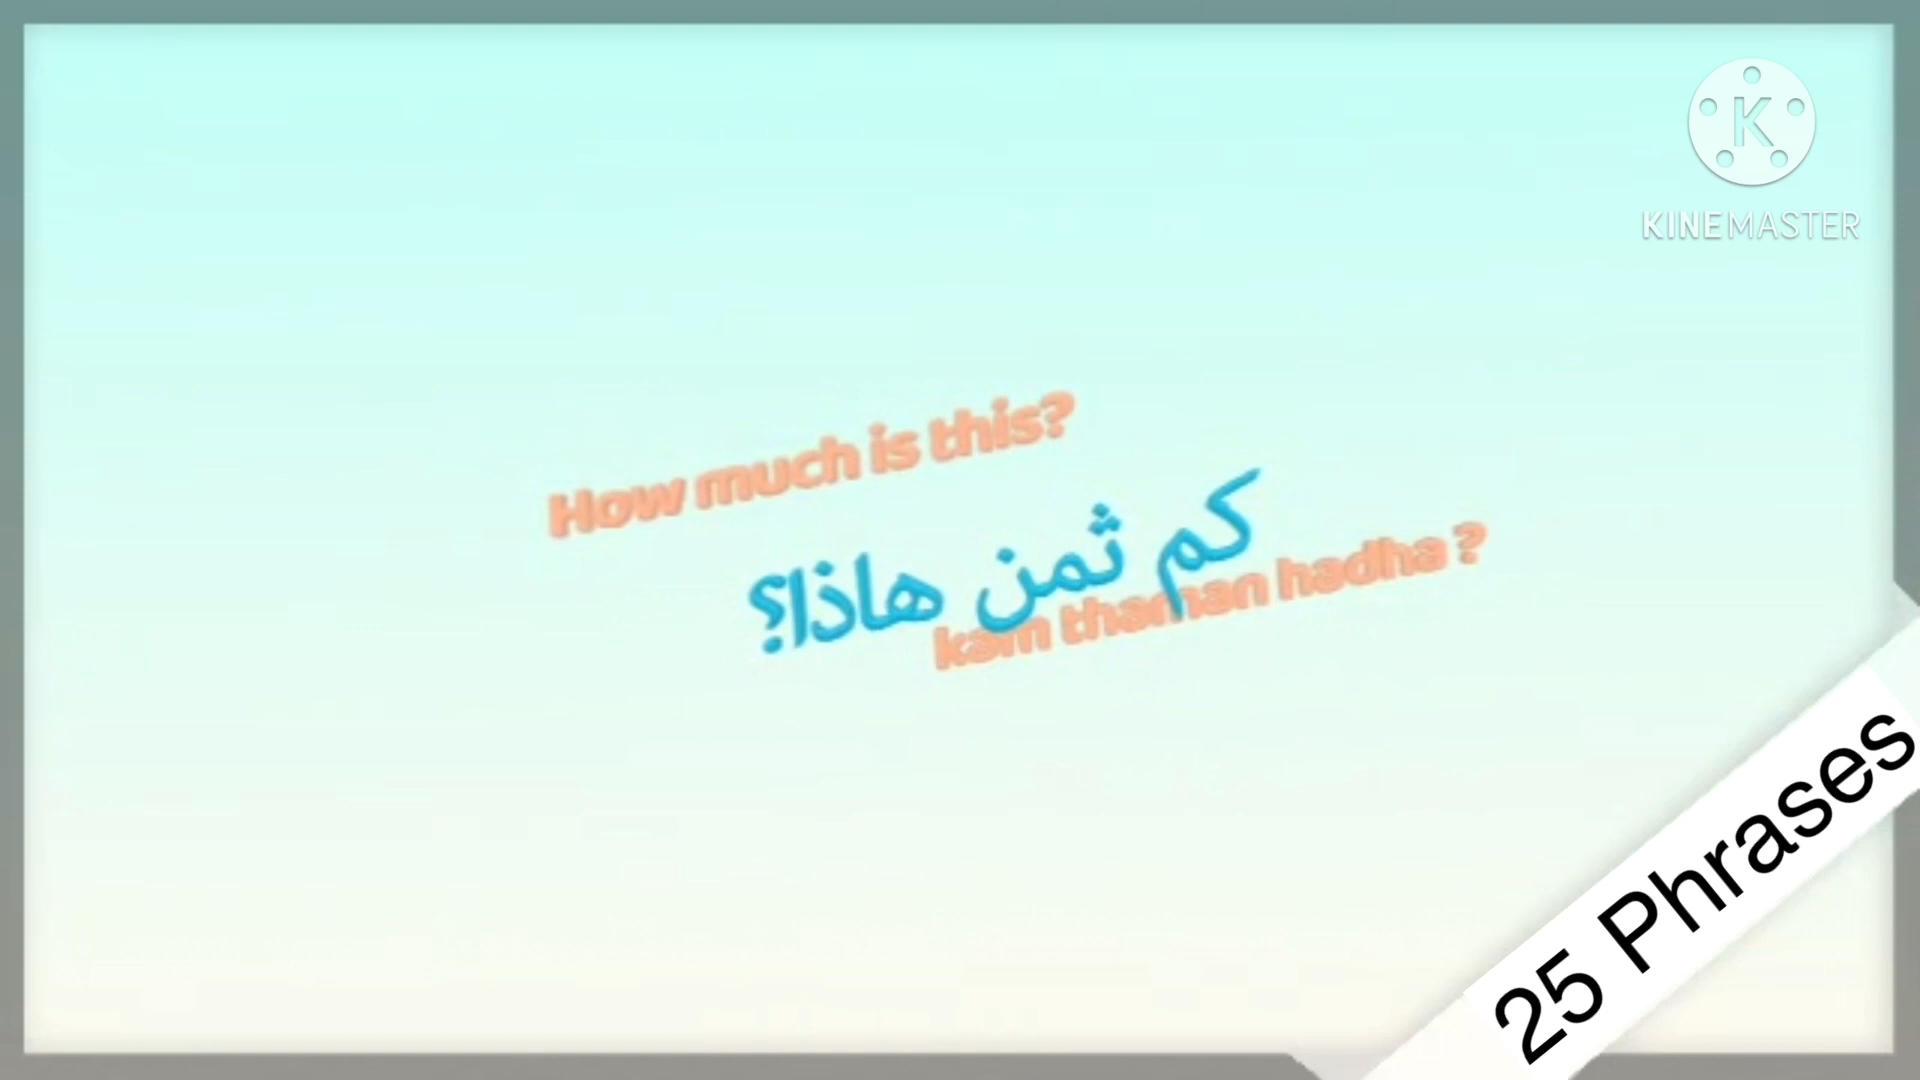 K
KINEMASTER
How much is this?
كم ثمن هاذا؟
kam thaman hadha ?
25 Phrases